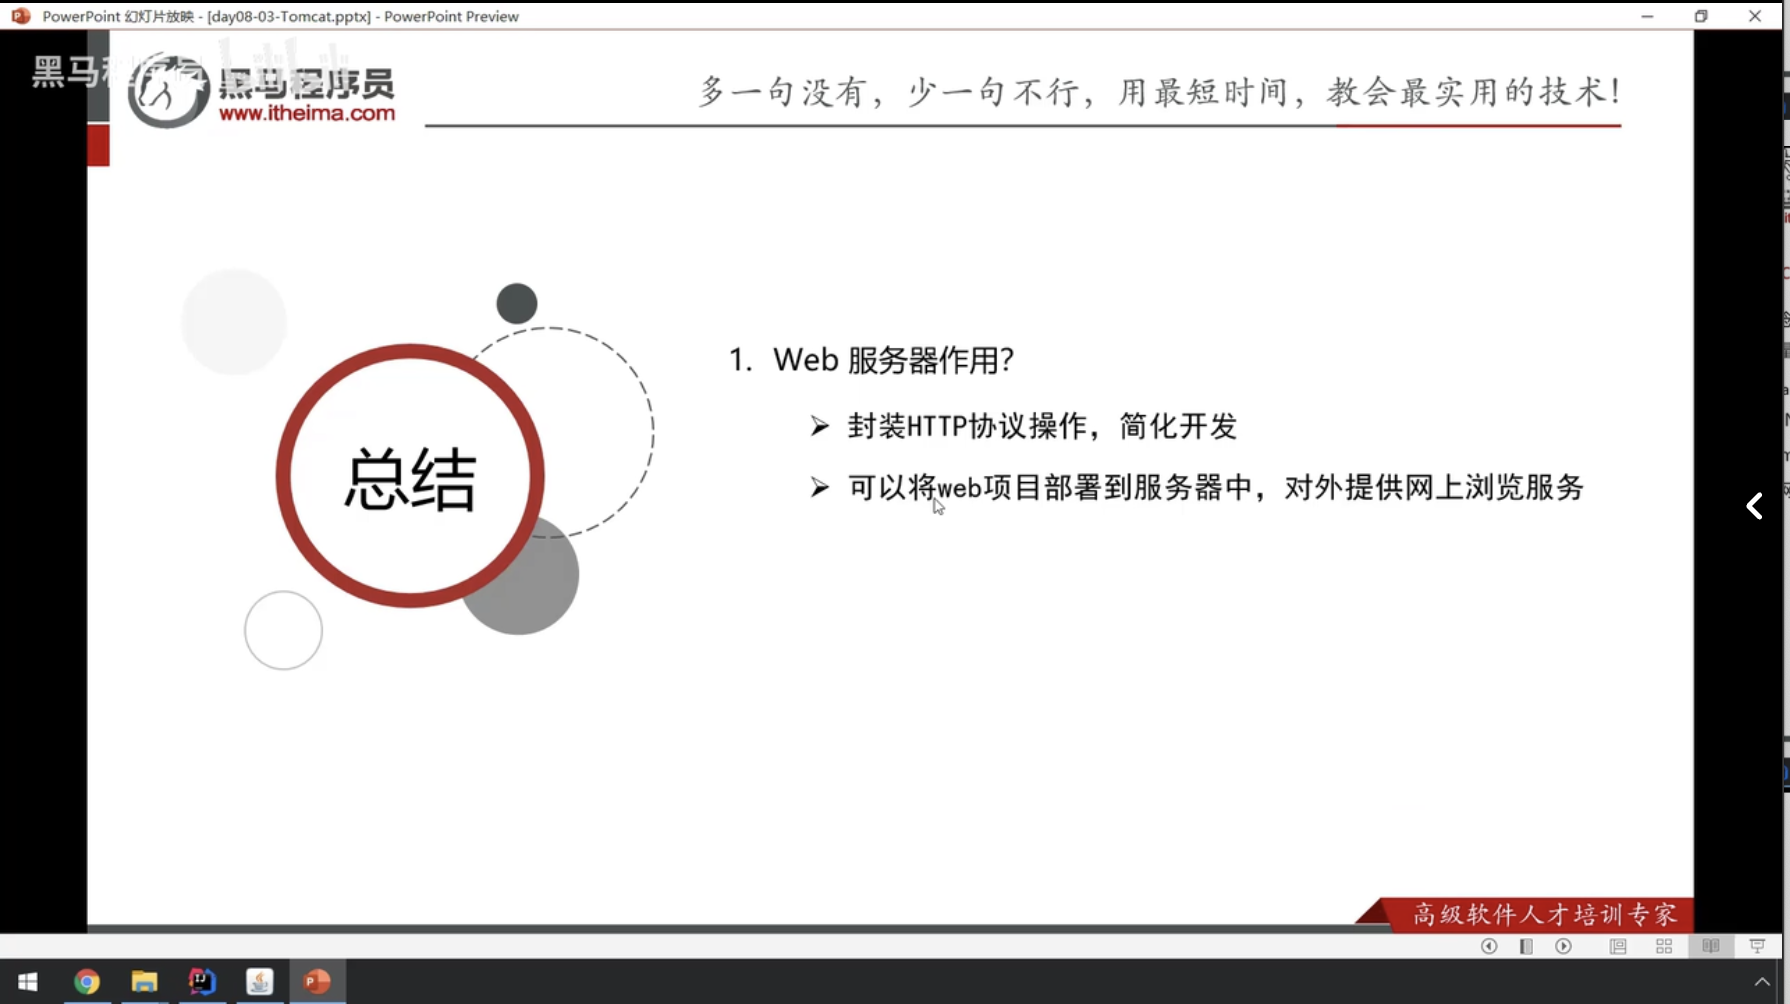 PowerPoint 幻灯片放映 - [day08-03-Tomcat.pptx] - PowerPoint Preview
黑马程序员
黑马程序员
www.itheima.com
多一句没有，少一句不行，用最短时间，教会最实用的技术！
总结
1. Web 服务器作用？
封装HTTP协议操作，简化开发
可以将web项目部署到服务器中，对外提供网上浏览服务
高级软件人才培训专家